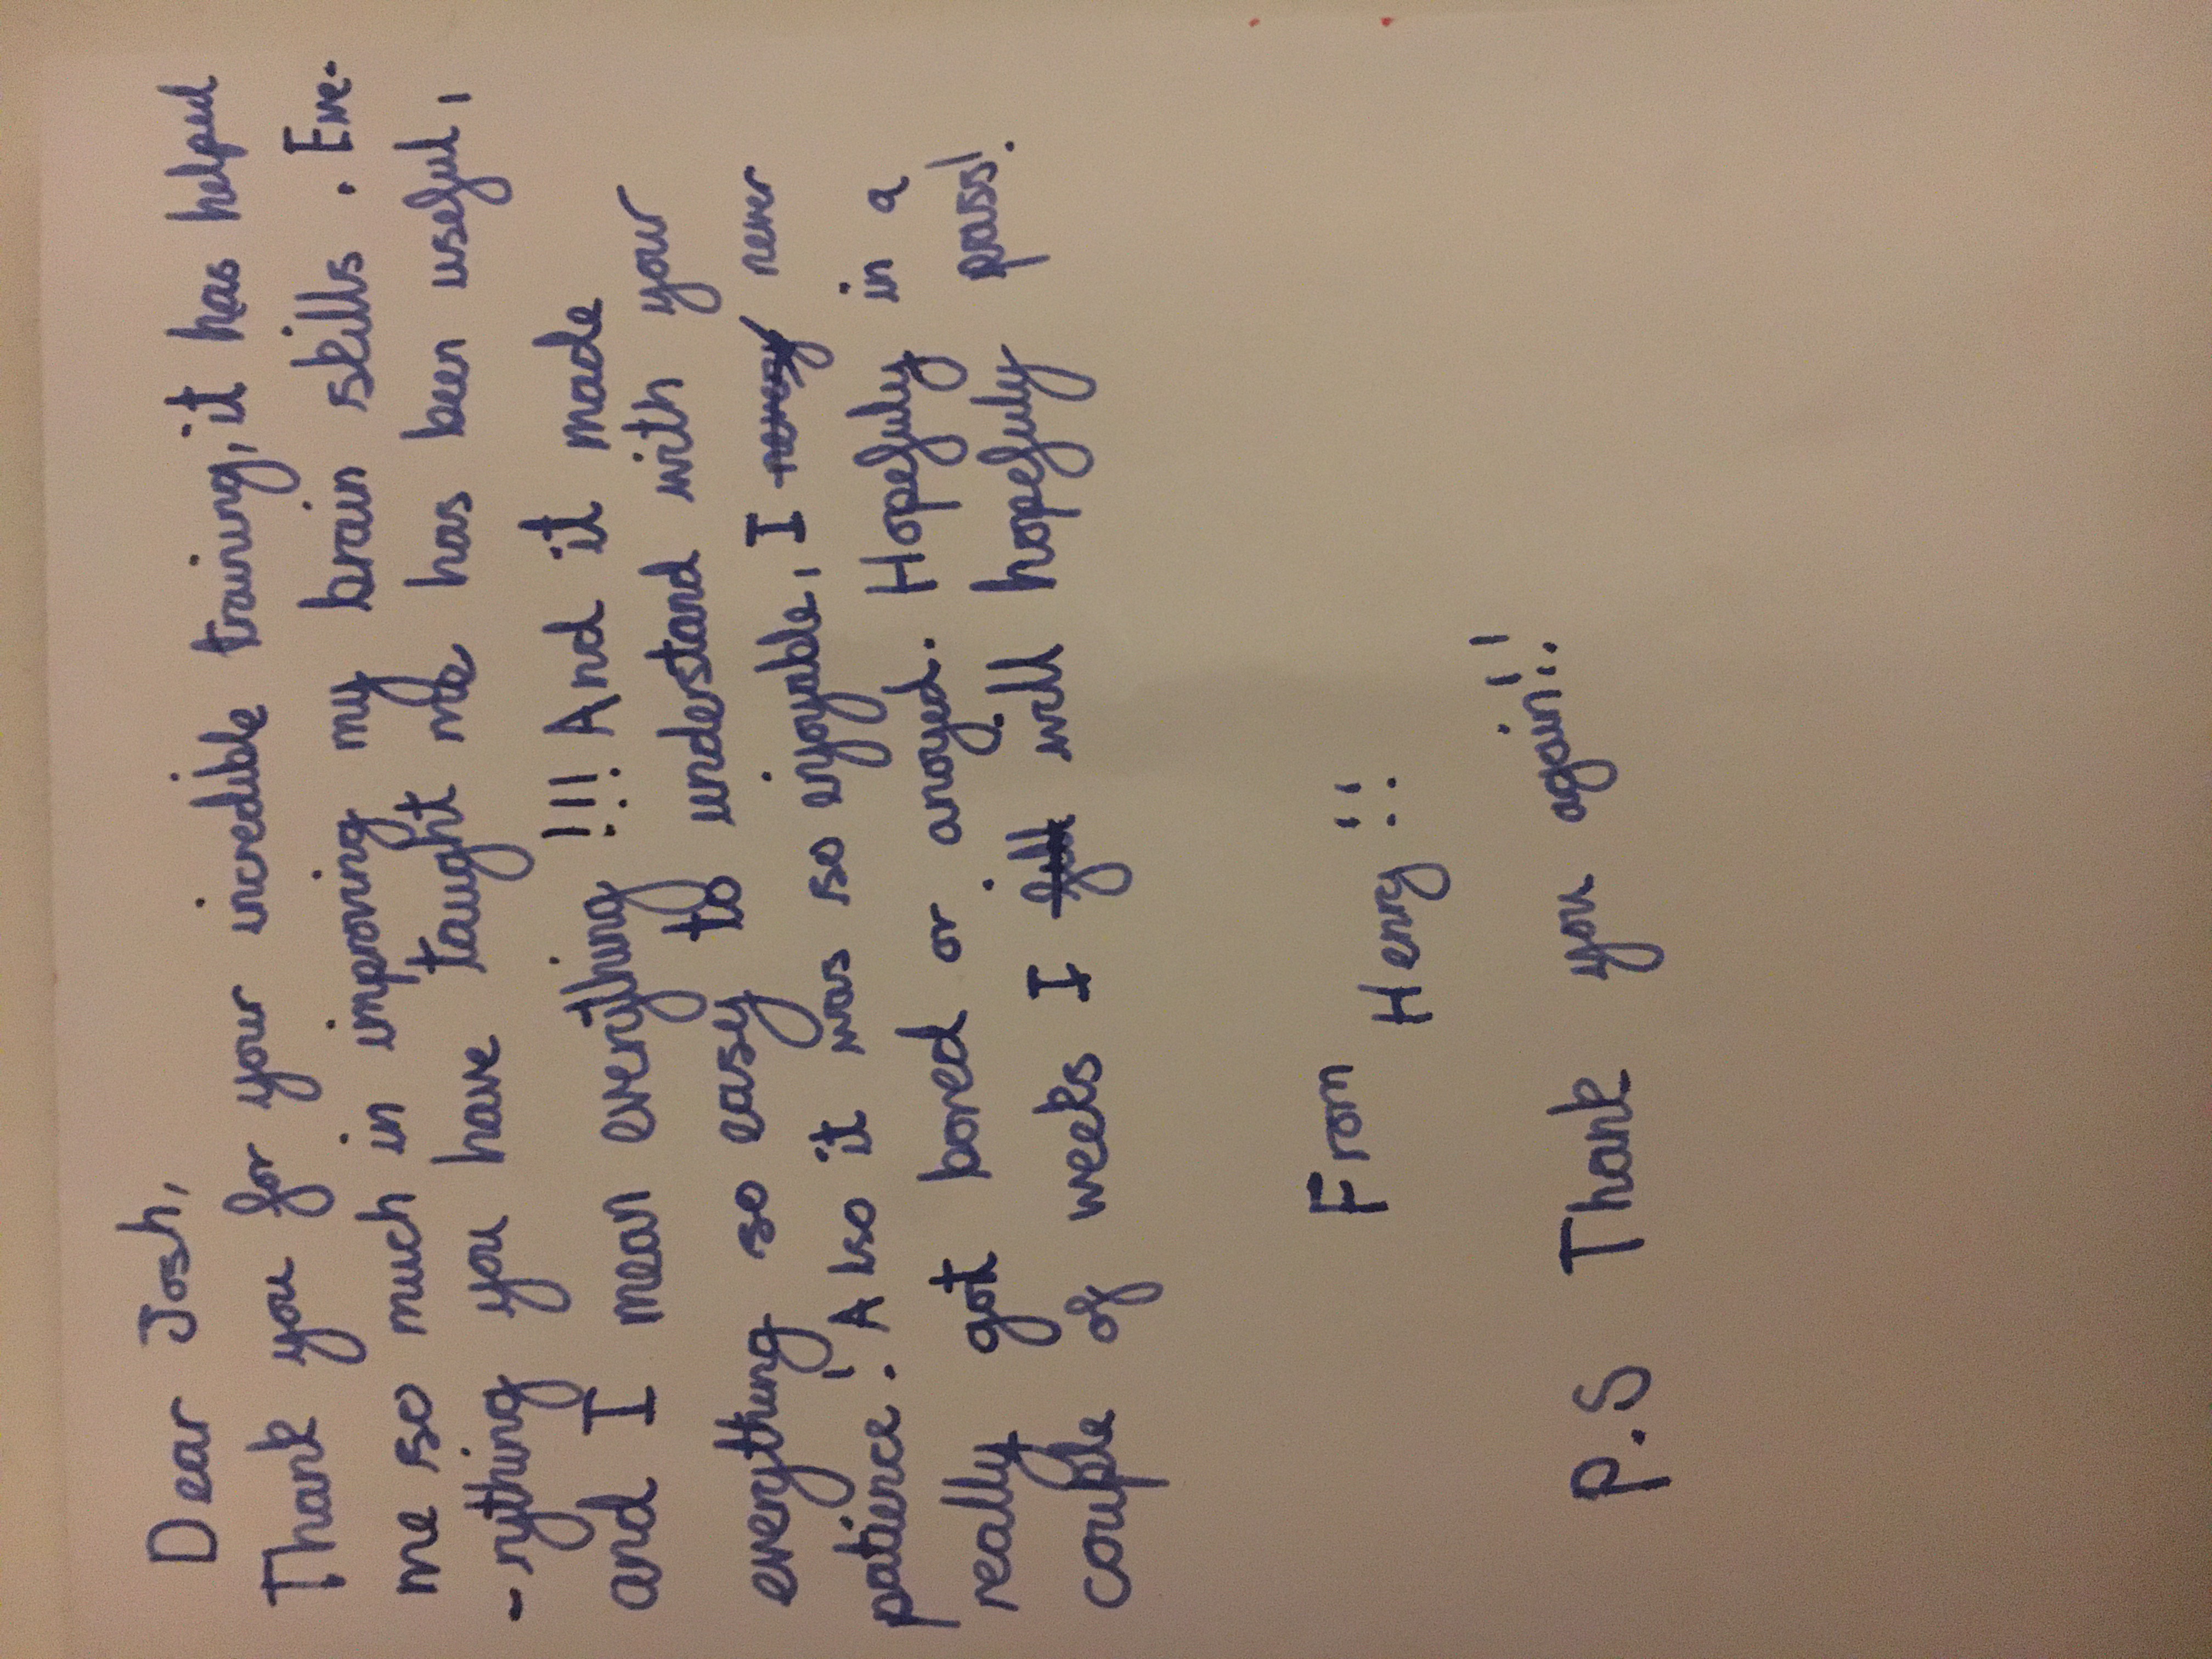 Dear Josh,
Thank you for your incredible training, it has helped
me so much in improving my brain skills. Eve-
-rything you have taught me has been useful,
and I mean everything!!! And it made
everything so easy to understand with your
patience! Also it was so enjoyable, I never
really got bored or anoyed. Hopefuly in a
couple of weeks I will hopefuly pass!
From
Henry!!
P.S Thank you again!!